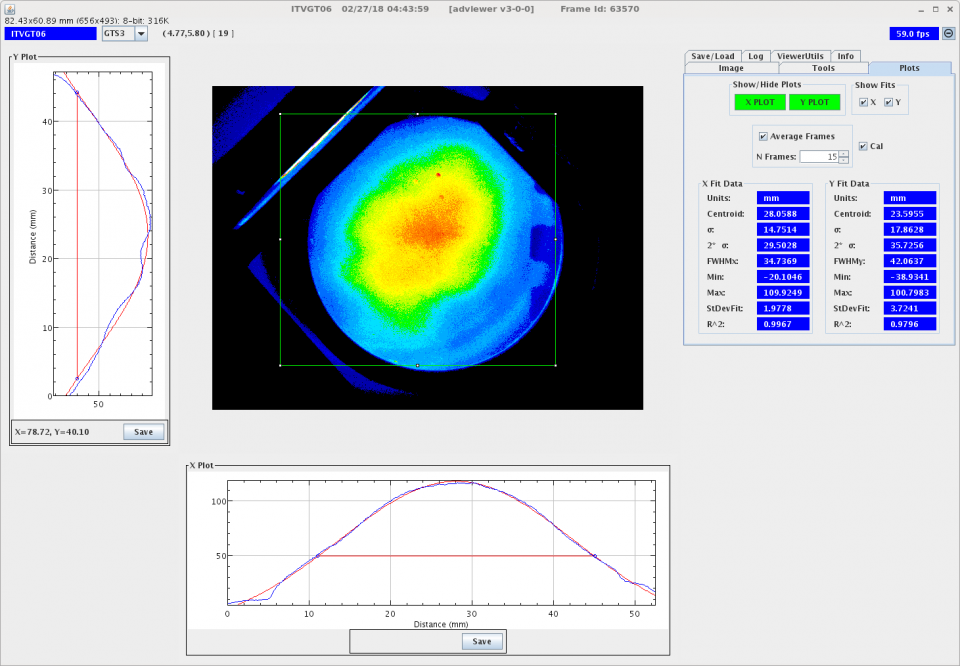 ITVGT06 02/27/18 04:43:59 [adviewer v3-0-0] Frame Id: 63570
82.43x60.89 mm (656x493): 8-bit: 316K
ITVGT06 GTS3 (4.77,5.80) [ 19 ] 59.0 fps
Y Plot
40
30
20
10
0
50
Distance (mm)
X=78.72, Y=40.10 Save
Save/Load Log ViewerUtils Info
Image Tools Plots
Show/Hide Plots Show Fits
X PLOT Y PLOT X Y
Average Frames
N Frames: 15 Cal
X Fit Data Y Fit Data
Units: mm Units: mm
Centroid: 28.0588 Centroid: 23.5955
σ: 14.7514 σ: 17.8628
2* σ: 29.5028 2* σ: 35.7256
FWHMx: 34.7369 FWHMy: 42.0637
Min: -20.1046 Min: -38.9341
Max: 109.9249 Max: 100.7983
StDevFit: 1.9778 StDevFit: 3.7241
R^2: 0.9967 R^2: 0.9796
X Plot
100
50
0 10 20 30 40 50
Distance (mm)
Save